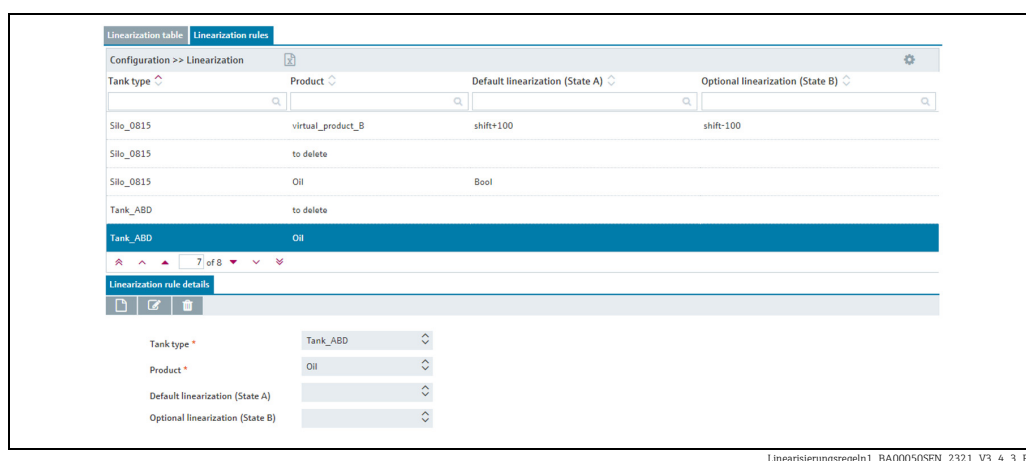 Linearization table Linearization rules
Configuration >> Linearization
Tank type Product Default linearization (State A) Optional linearization (State B)
Silo_0815 virtual_product_B shift+100 shift-100
Silo_0815 to delete
Silo_0815 Oil Bool
Tank_ABD to delete
Tank_ABD Oil
7 of 8
Linearization rule details
Tank type * Tank_ABD
Product * Oil
Default linearization (State A)
Optional linearization (State B)